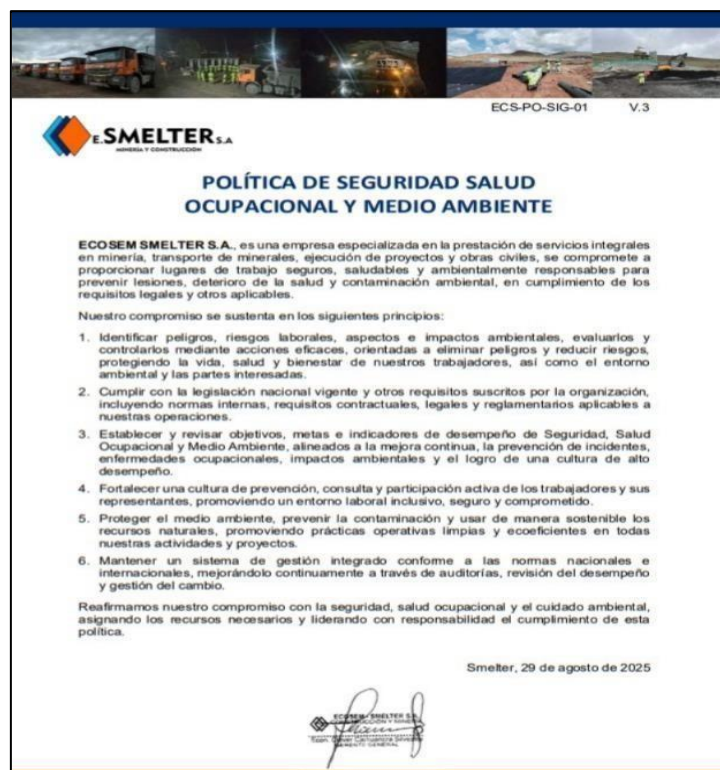 ECS-PO-SIG-01 V.3
E.SMELTER S.A
MINERÍA Y CONSTRUCCIÓN
POLÍTICA DE SEGURIDAD SALUD
OCUPACIONAL Y MEDIO AMBIENTE
ECOSEM SMELTER S.A., es una empresa especializada en la prestación de servicios integrales
en minería, transporte de minerales, ejecución de proyectos y obras civiles, se compromete a
proporcionar lugares de trabajo seguros, saludables y ambientalmente responsables para
prevenir lesiones, deterioro de la salud y contaminación ambiental, en cumplimiento de los
requisitos legales y otros aplicables.
Nuestro compromiso se sustenta en los siguientes principios:
1. Identificar peligros, riesgos laborales, aspectos e impactos ambientales, evaluarlos y
controlarlos mediante acciones eficaces, orientadas a eliminar peligros y reducir riesgos,
protegiendo la vida, salud y bienestar de nuestros trabajadores, así como el entorno
ambiental y las partes interesadas.
2. Cumplir con la legislación nacional vigente y otros requisitos suscritos por la organización,
incluyendo normas internas, requisitos contractuales, legales y reglamentarios aplicables a
nuestras operaciones.
3. Establecer y revisar objetivos, metas e indicadores de desempeño de Seguridad, Salud
Ocupacional y Medio Ambiente, alineados a la mejora continua, la prevención de incidentes,
enfermedades ocupacionales, impactos ambientales y el logro de una cultura de alto
desempeño.
4. Fortalecer una cultura de prevención, consulta y participación activa de los trabajadores y sus
representantes, promoviendo un entorno laboral inclusivo, seguro y comprometido.
5. Proteger el medio ambiente, prevenir la contaminación y usar de manera sostenible los
recursos naturales, promoviendo prácticas operativas limpias y ecoeficientes en todas
nuestras actividades y proyectos.
6. Mantener un sistema de gestión integrado conforme a las normas nacionales e
internacionales, mejorándolo continuamente a través de auditorías, revisión del desempeño
y gestión del cambio.
Reafirmamos nuestro compromiso con la seguridad, salud ocupacional y el cuidado ambiental,
asignando los recursos necesarios y liderando con responsabilidad el cumplimiento de esta
política.
Smelter, 29 de agosto de 2025
ECOSEM - SMELTER S.A.
GERENTE GENERAL